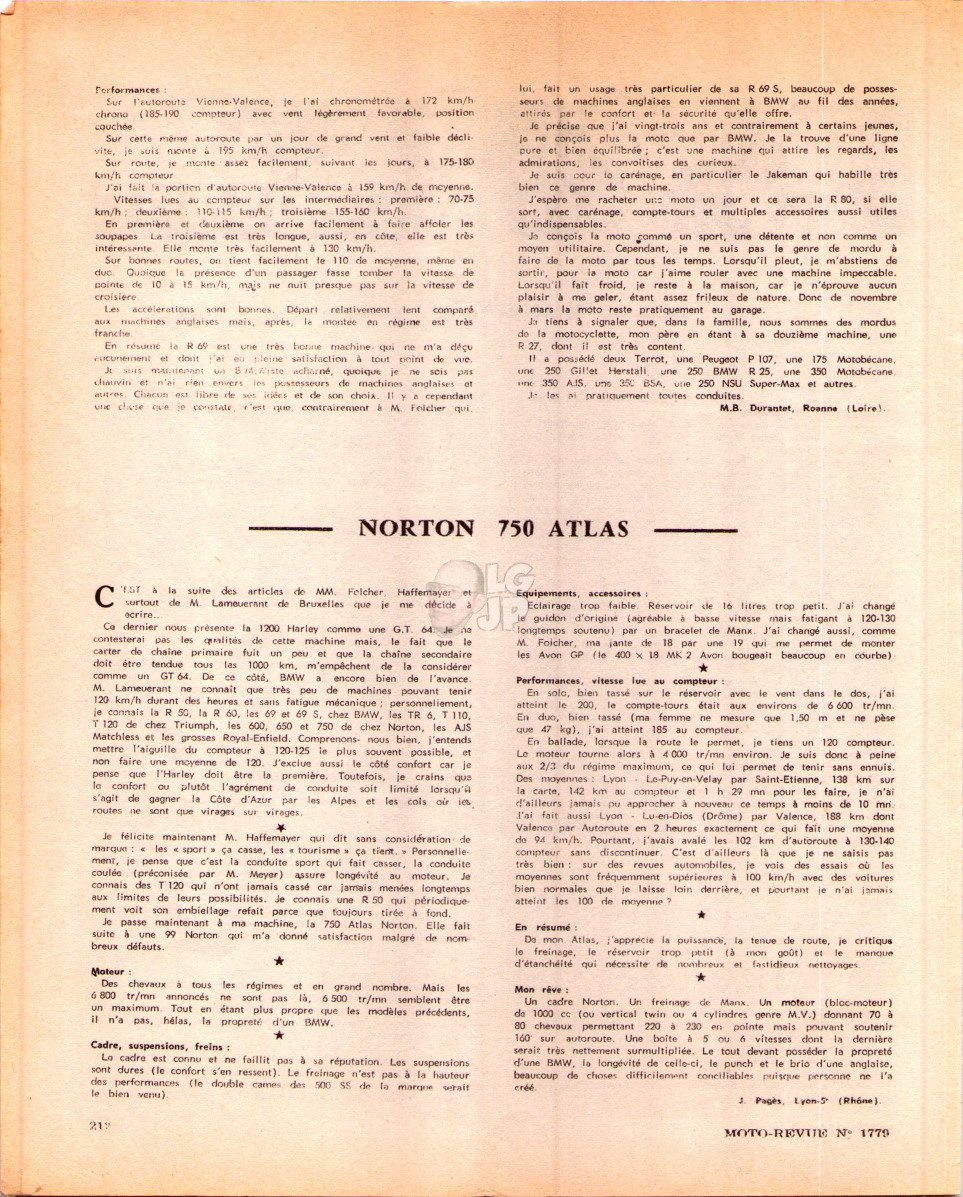 Performances :
Sur l'autoroute Vienne-Valence, je l'ai chronométrée à 172 km/h
chrono (185-190 compteur) avec vent légèrement favorable, position
couchée.
Sur cette même autoroute par un jour de grand vent et faible décli-
vité, je suis monté à 195 km/h compteur.
Sur route, je monte assez facilement, suivant les jours, à 175-180
km/h compteur
J'ai fait la portion d'autoroute Vienne-Valence à 159 km/h de moyenne.
Vitesses lues au compteur sur les intermédiaires : première : 70-75
km/h ; deuxième : 110-115 km/h ; troisième 155-160 km/h.
En première et deuxième on arrive facilement à faire affoler les
soupapes La troisième est très longue, aussi, en côte, elle est très
intéressante. Elle monte très facilement à 130 km/h.
Sur bonnes routes, on tient facilement le 110 de moyenne, même en
duo. Quoique la présence d'un passager fasse tomber la vitesse de
pointe de 10 à 15 km/h, mais ne nuit presque pas sur la vitesse de
croisière.
Les accélérations sont bonnes. Départ relativement lent comparé
aux machines anglaises mais, après, la montée en régime est très
franche.
En résumé la R 69 est une très bonne machine qui ne m'a déçu
aucunement et dont j'ai eu pleine satisfaction à tout point de vue.
Je suis maintenant un B.M.Wiste acharné, quoique je ne sois pas
chauvin et n'ai rien envers les possesseurs de machines anglaises et
autres. Chacun est libre de ses idées et de son choix. Il y a cependant
une chose que je constate, c'est que, contrairement à M. Folcher qui,
lui, fait un usage très particulier de sa R 69 S, beaucoup de posses-
seurs de machines anglaises en viennent à BMW au fil des années,
attirés par le confort et la sécurité qu'elle offre.
Je précise que j'ai vingt-trois ans et contrairement à certains jeunes,
je ne conçois plus la moto que par BMW. Je la trouve d'une ligne
pure et bien équilibrée ; c'est une machine qui attire les regards, les
admirations, les convoitises des curieux.
Je suis pour le carénage, en particulier le Jakeman qui habille très
bien ce genre de machine.
J'espère me racheter une moto un jour et ce sera la R 80, si elle
sort, avec carénage, compte-tours et multiples accessoires aussi utiles
qu'indispensables.
Je conçois la moto comme un sport, une détente et non comme un
moyen utilitaire. Cependant, je ne suis pas le genre de mordu à
faire de la moto par tous les temps. Lorsqu'il pleut, je m'abstiens de
sortir, pour la moto car j'aime rouler avec une machine impeccable.
Lorsqu'il fait froid, je reste à la maison, car je n'éprouve aucun
plaisir à me geler, étant assez frileux de nature. Donc de novembre
à mars la moto reste pratiquement au garage.
Je tiens à signaler que, dans la famille, nous sommes des mordus
de la motocyclette, mon père en étant à sa douzième machine, une
R 27, dont il est très content.
Il a possédé deux Terrot, une Peugeot P 107, une 175 Motobécane,
une 250 Gillet Herstall, une 250 BMW R 25, une 350 Motobécane,
une 350 AJS, une 350 BSA, une 250 NSU Super-Max et autres.
Je les ai pratiquement toutes conduites.
M.B. Durantet, Roanne (Loire).
NORTON 750 ATLAS
C'EST à la suite des articles de MM. Folcher, Haffemayer et
surtout de M. Lameuerant de Bruxelles que je me décide à
écrire...
Ce dernier nous présente la 1200 Harley comme une G.T. 64. Je ne
contesterai pas les qualités de cette machine mais, le fait que le
carter de chaine primaire fuit un peu et que la chaîne secondaire
doit être tendue tous les 1000 km, m'empêchent de la considérer
comme un GT 64. De ce côté, BMW a encore bien de l'avance.
M. Lameuerant ne connaît que très peu de machines pouvant tenir
120 km/h durant des heures et sans fatigue mécanique ; personnellement,
je connais la R 50, la R 60, les 69 et 69 S, chez BMW, les TR 6, T 110,
T 120 de chez Triumph, les 600, 650 et 750 de chez Norton, les AJS
Matchless et les grosses Royal-Enfield. Comprenons- nous bien, j'entends
mettre l'aiguille du compteur à 120-125 le plus souvent possible, et
non faire une moyenne de 120. J'exclue aussi le côté confort car je
pense que l'Harley doit être la première. Toutefois, je crains que
le confort ou plutôt l'agrément de conduite soit limité lorsqu'il
s'agit de gagner la Côte d'Azur par les Alpes et les cols où les
routes ne sont que virages sur virages.
★
Je félicite maintenant M. Haffemayer qui dit sans considération de
marque : « les « sport » ça casse, les « tourisme » ça tient. » Personnelle-
ment, je pense que c'est la conduite sport qui fait casser, la conduite
coulée (préconisée par M. Meyer) assure longévité au moteur. Je
connais des T 120 qui n'ont jamais cassé car jamais menées longtemps
aux limites de leurs possibilités. Je connais une R 50 qui périodique-
ment voit son embiellage refait parce que toujours tirée à fond.
Je passe maintenant à ma machine, la 750 Atlas Norton. Elle fait
suite à une 99 Norton qui m'a donné satisfaction malgré de nom-
breux défauts.
★
Moteur :
Des chevaux à tous les régimes et en grand nombre. Mais les
6 800 tr/mn annoncés ne sont pas là, 6 500 tr/mn semblent être
un maximum. Tout en étant plus propre que les modèles précédents,
il n'a pas, hélas, la propreté d'un BMW.
★
Cadre, suspensions, freins :
Le cadre est connu et ne faillit pas à sa réputation. Les suspensions
sont dures (le confort s'en ressent). Le freinage n'est pas à la hauteur
des performances (le double cames des 500 SS de la marque serait
le bien venu).
Equipements, accessoires :
Eclairage trop faible. Réservoir de 16 litres trop petit. J'ai changé
le guidon d'origine (agréable à basse vitesse mais fatigant à 120-130
longtemps soutenu) par un bracelet de Manx. J'ai changé aussi, comme
M. Folcher, ma jante de 18 par une 19 qui me permet de monter
les Avon GP (le 400 × 18 MK 2 Avon bougeait beaucoup en courbe).
★
Performances, vitesse lue au compteur :
En solo, bien tassé sur le réservoir avec le vent dans le dos, j'ai
atteint le 200, le compte-tours était aux environs de 6 600 tr/mn.
En duo, bien tassé (ma femme ne mesure que 1,50 m et ne pèse
que 47 kg), j'ai atteint 185 au compteur.
En ballade, lorsque la route le permet, je tiens un 120 compteur.
Le moteur tourne alors à 4 000 tr/mn environ. Je suis donc à peine
aux 2/3 du régime maximum, ce qui lui permet de tenir sans ennuis.
Des moyennes : Lyon - Le-Puy-en-Velay par Saint-Etienne, 138 km sur
la carte, 142 km au compteur et 1 h 29 mn pour les faire, je n'ai
d'ailleurs jamais pu approcher à nouveau ce temps à moins de 10 mn.
J'ai fait aussi Lyon - Lu-en-Dios (Drôme) par Valence, 188 km dont
Valence par Autoroute en 2 heures exactement ce qui fait une moyenne
de 94 km/h. Pourtant, j'avais avalé les 102 km d'autoroute à 130-140
compteur sans discontinuer. C'est d'ailleurs là que je ne saisis pas
très bien : sur des revues automobiles, je vois des essais où les
moyennes sont fréquemment supérieures à 100 km/h avec des voitures
bien normales que je laisse loin derrière, et pourtant je n'ai jamais
atteint les 100 de moyenne ?
★
En résumé :
De mon Atlas, j'apprécie la puissance, la tenue de route, je critique
le freinage, le réservoir trop petit (à mon goût) et le manque
d'étanchéité qui nécessite de nombreux et fastidieux nettoyages.
★
Mon rêve :
Un cadre Norton. Un freinage de Manx. Un moteur (bloc-moteur)
de 1000 cc (ou vertical twin ou 4 cylindres genre M.V.) donnant 70 à
80 chevaux permettant 220 à 230 en pointe mais pouvant soutenir
160 sur autoroute. Une boîte à 5 ou 6 vitesses dont la dernière
serait très nettement surmultipliée. Le tout devant posséder la propreté
d'une BMW, la longévité de celle-ci, le punch et le brio d'une anglaise,
beaucoup de choses difficilement conciliables puisque personne ne l'a
créé.
J. Pagès, Lyon-5e (Rhône).
212
MOTO-REVUE N° 1779
LG
JP